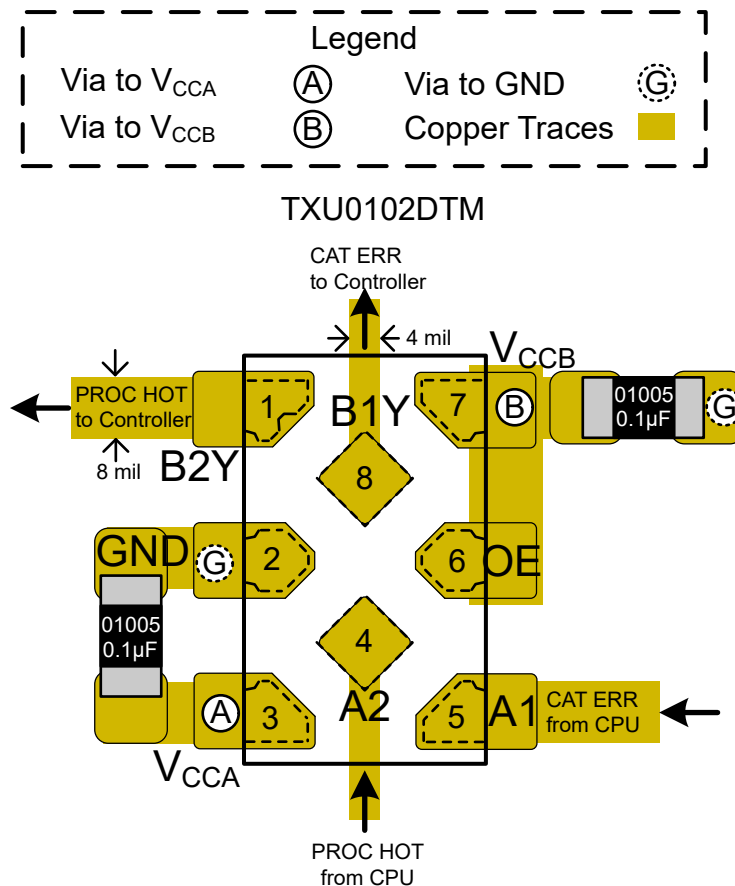 Legend
Via to VCCA A Via to GND G
Via to VCCB B Copper Traces
TXU0102DTM
CAT ERR
to Controller
4 mil
VCCB
PROC HOT
to Controller
8 mil
1
B2Y
B1Y
7
B
01005
0.1µF
G
8
GND
G
2
6
OE
01005
0.1µF
4
A
3
A2
5
A1
CAT ERR
from CPU
VCCA
PROC HOT
from CPU